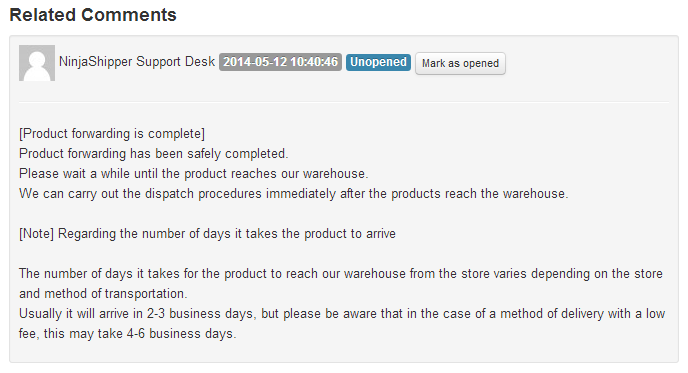 Related Comments
NinjaShipper Support Desk 2014-05-12 10:40:46 Unopened Mark as opened
[Product forwarding is complete]
Product forwarding has been safely completed.
Please wait a while until the product reaches our warehouse.
We can carry out the dispatch procedures immediately after the products reach the warehouse.
[Note] Regarding the number of days it takes the product to arrive
The number of days it takes for the product to reach our warehouse from the store varies depending on the store
and method of transportation.
Usually it will arrive in 2-3 business days, but please be aware that in the case of a method of delivery with a low
fee, this may take 4-6 business days.